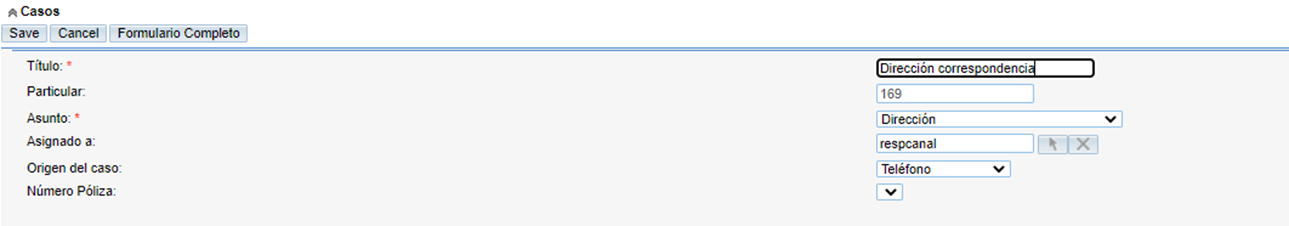 Casos
Save Cancel Formulario Completo
Título: * Dirección correspondencia
Particular: 169
Asunto: * Dirección
Asignado a: respcanal
Origen del caso: Teléfono
Número Póliza: